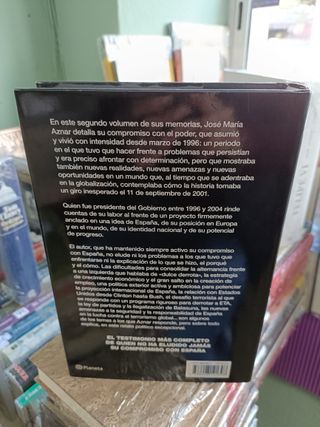 En este segundo volumen de sus memorias, José María
Aznar detalla su compromiso con el poder, que asumió
y vivió con intensidad desde marzo de 1996: un periodo
en el que tuvo que hacer frente a problemas que persistían
y era preciso afrontar con determinación, pero que mostraba
también nuevas realidades, nuevas amenazas y nuevas
oportunidades en un mundo que, al tiempo que se adentraba
en la globalización, contemplaba cómo la historia tomaba
un giro inesperado el 11 de septiembre de 2001.
Quien fue presidente del Gobierno entre 1996 y 2004 rinde
cuentas de su labor al frente de un proyecto firmemente
anclado en una idea de España, de su posición en Europa
y en el mundo, de su identidad nacional y de su potencial
de progreso.
El autor, que ha mantenido siempre activo su compromiso
con España, no elude ni los problemas a los que tuvo que
enfrentarse ni la explicación de lo que se hizo, el porqué
y el cómo. Las dificultades para consolidar la alternancia frente
a una izquierda que hablaba de «dulce derrota», la estrategia
de crecimiento económico y el gran salto en la creación de
empleo, una política exterior activa y ambiciosa para potenciar
la proyección internacional de España, la relación con Estados
Unidos desde Clinton hasta Bush, el desafío terrorista al que
se respondió con un programa riguroso para derrotar a ETA,
la ley de partidos y la ilegalización de Batasuna, las nuevas
amenazas a la seguridad y la responsabilidad de España
en la lucha contra el terrorismo global... son algunos
de los temas a los que Aznar responde, pero sobre todo
explica, en este relato político excepcional.
EL TESTIMONIO MÁS COMPLETO
DE QUIEN NO HA ELUDIDO JAMÁS
SU COMPROMISO CON ESPAÑA
Planeta